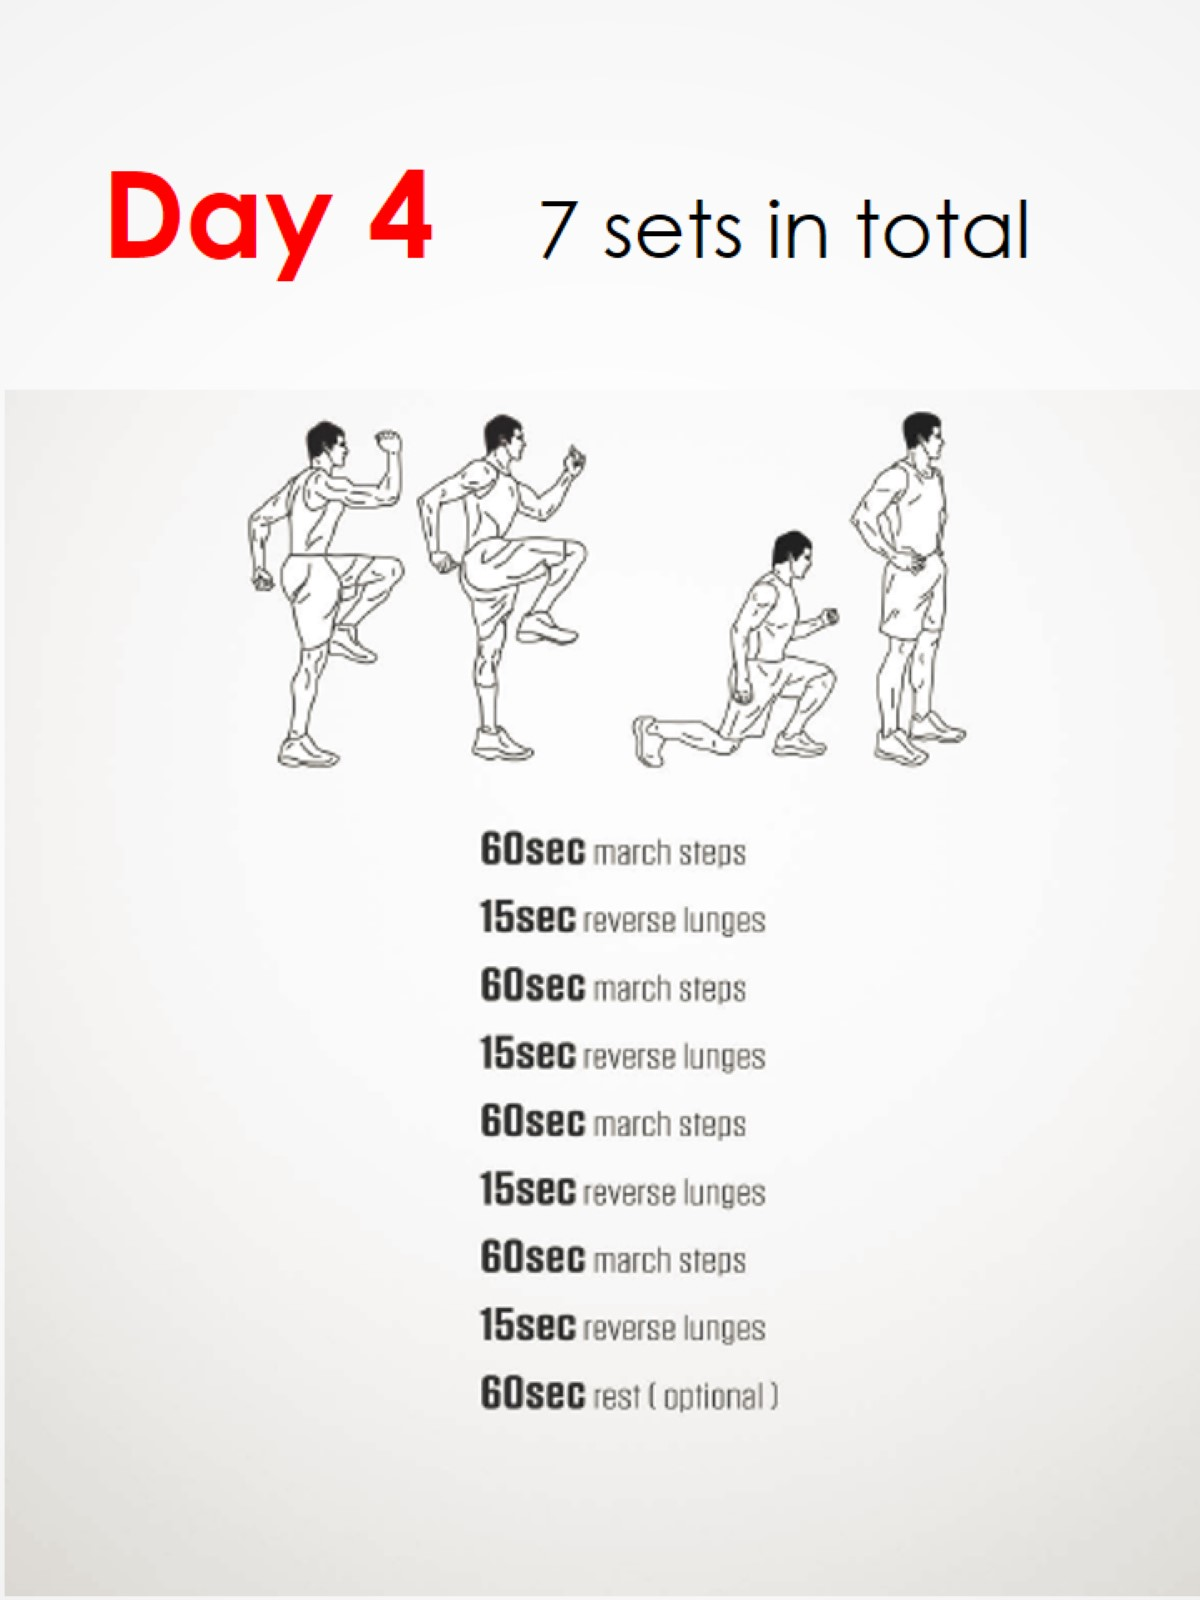 Day 4 7 sets in total
60sec march steps
15sec reverse lunges
60sec march steps
15sec reverse lunges
60sec march steps
15sec reverse lunges
60sec march steps
15sec reverse lunges
60sec rest ( optional )